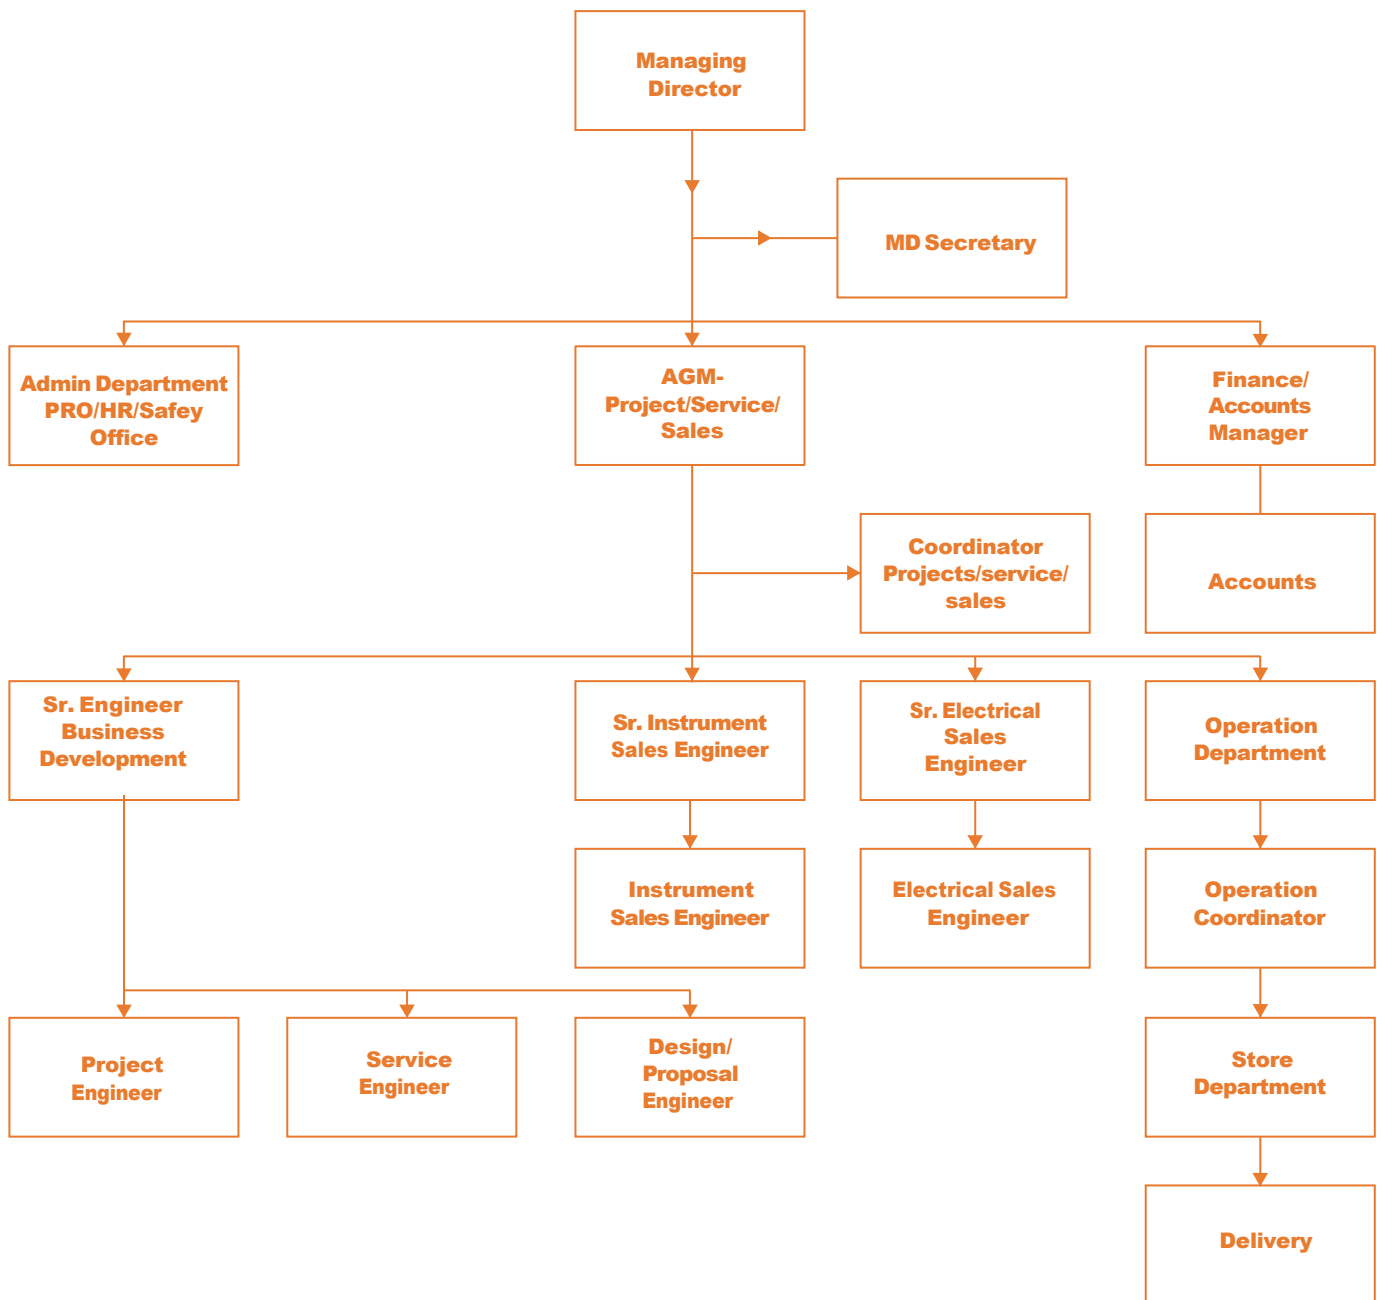 Managing
Director
MD Secretary
Admin Department
PRO/HR/Safey
Office
AGM-
Project/Service/
Sales
Finance/
Accounts
Manager
Coordinator
Projects/service/
sales
Accounts
Sr. Engineer
Business
Development
Sr. Instrument
Sales Engineer
Sr. Electrical
Sales
Engineer
Operation
Department
Instrument
Sales Engineer
Electrical Sales
Engineer
Operation
Coordinator
Project
Engineer
Service
Engineer
Design/
Proposal
Engineer
Store
Department
Delivery